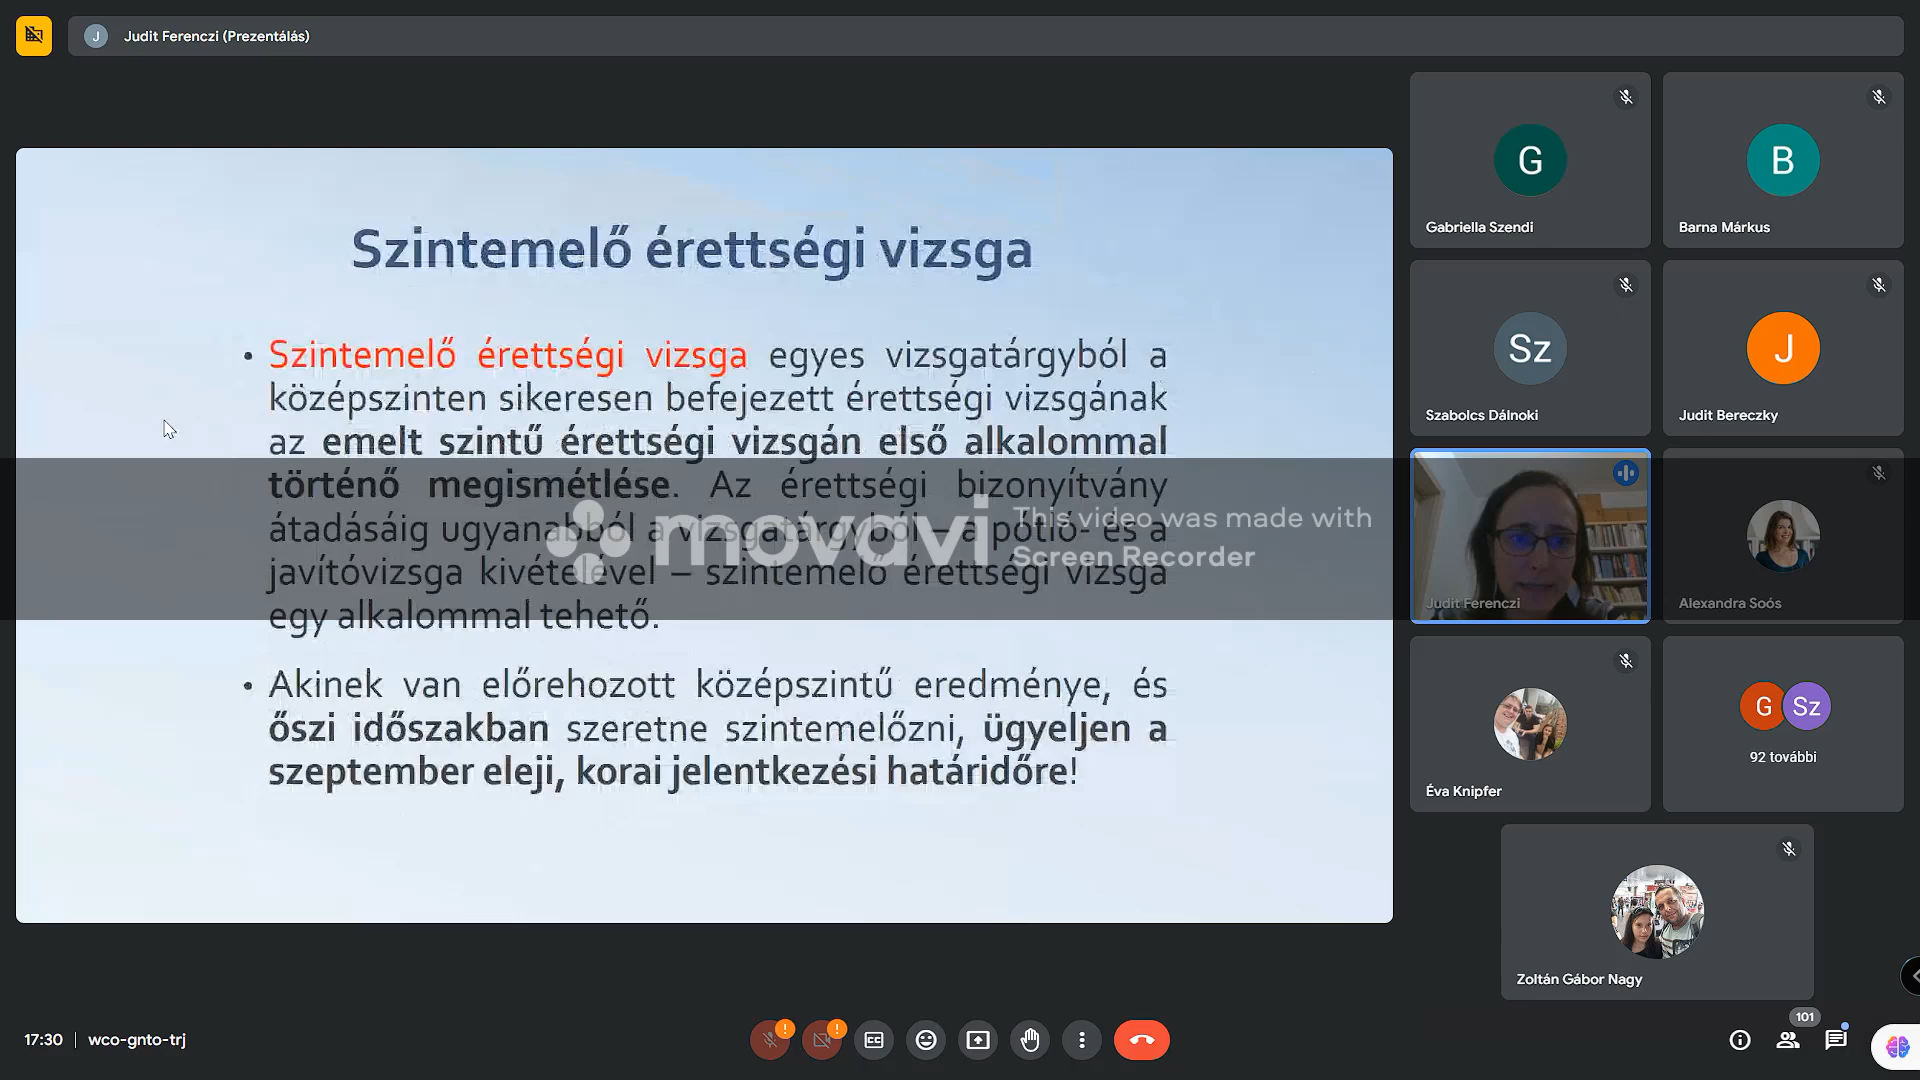 J Judit Ferenczi (Prezentálás)
Szintemelő érettségi vizsga
• Szintemelő érettségi vizsga egyes vizsgatárgyból a
középszinten sikeresen befejezett érettségi vizsgának
az emelt szintű érettségi vizsgán első alkalommal
történő megismétlése. Az érettségi bizonyítvány
átadásáig ugyanabból a vizsgatárgyból – a pótló- és a
javítóvizsga kivételével – szintemelő érettségi vizsga
egy alkalommal tehető.
• Akinek van előrehozott középszintű eredménye, és
őszi időszakban szeretne szintemelőzni, ügyeljen a
szeptember eleji, korai jelentkezési határidőre!
movavi
This video was made with
Screen Recorder
G
Gabriella Szendi
B
Barna Márkus
Sz
Szabolcs Dálnoki
J
Judit Bereczky
Judit Ferenczi
Alexandra Soós
Éva Knipfer
G Sz
92 további
Zoltán Gábor Nagy
17:30 | wco-gnto-trj
101